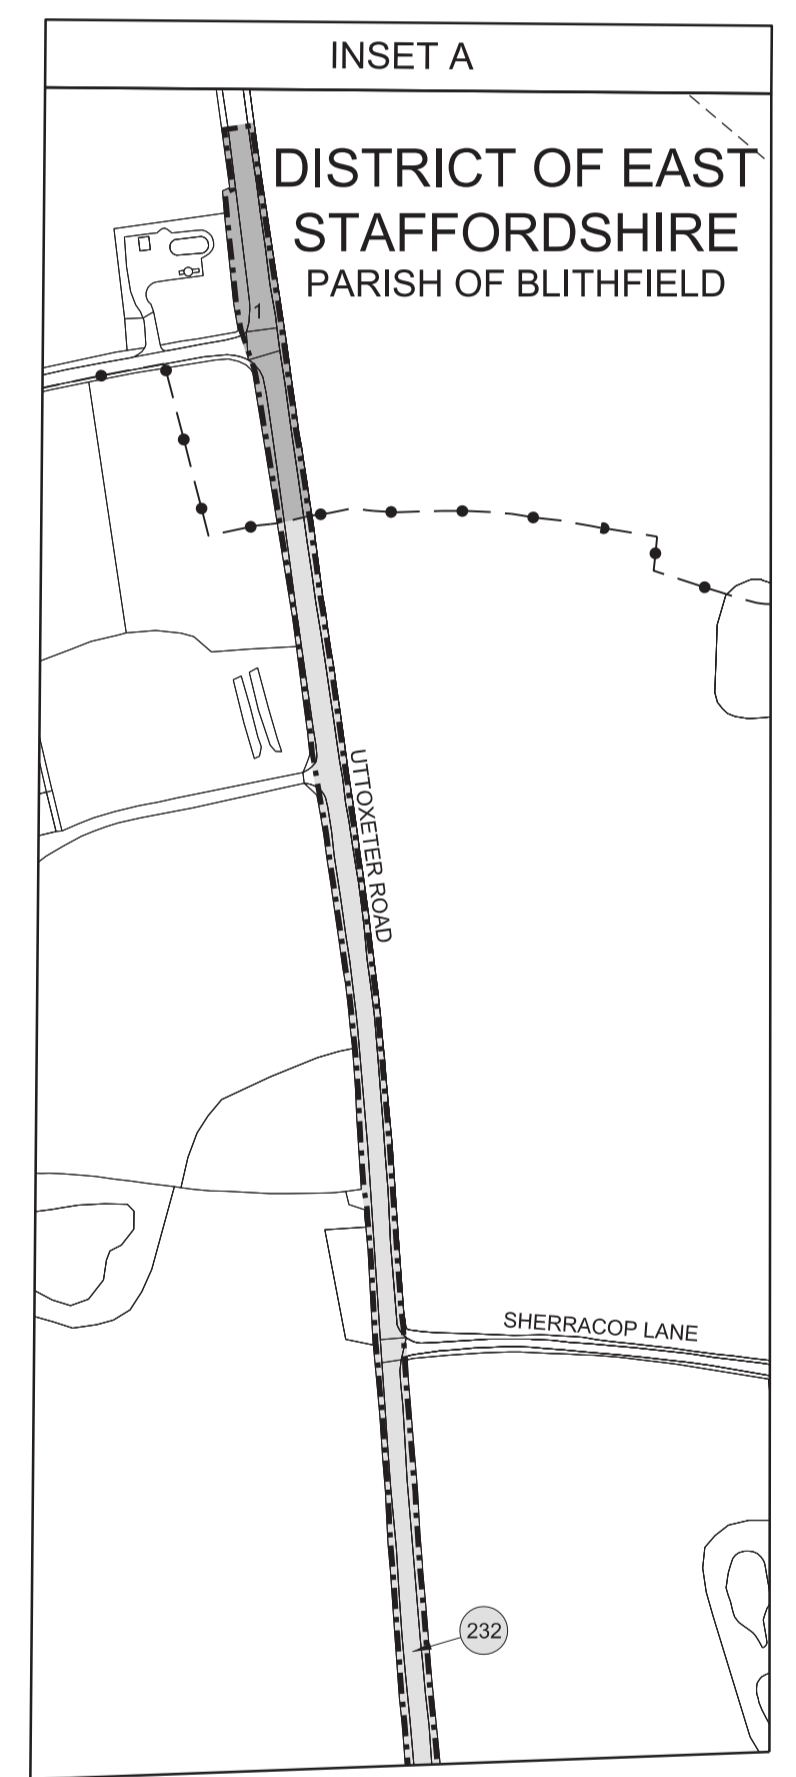 INSET A
DISTRICT OF EAST
STAFFORDSHIRE
PARISH OF BLITHFIELD
1
UTTOXETER ROAD
SHERRACOP LANE
232